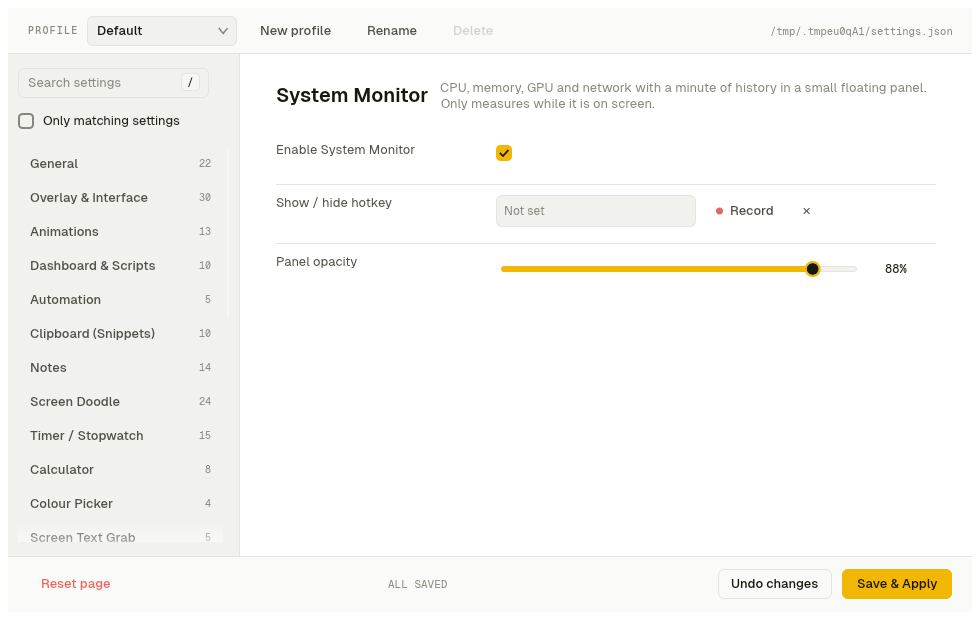 PROFILE Default New profile Rename Delete /tmp/.tmpeu0qA1/settings.json
Search settings /
Only matching settings
General 22
Overlay & Interface 30
Animations 13
Dashboard & Scripts 10
Automation 5
Clipboard (Snippets) 10
Notes 14
Screen Doodle 24
Timer / Stopwatch 15
Calculator 8
Colour Picker 4
Screen Text Grab 5
System Monitor
CPU, memory, GPU and network with a minute of history in a small floating panel.
Only measures while it is on screen.
Enable System Monitor
Show / hide hotkey Not set Record ×
Panel opacity 88%
Reset page ALL SAVED Undo changes Save & Apply